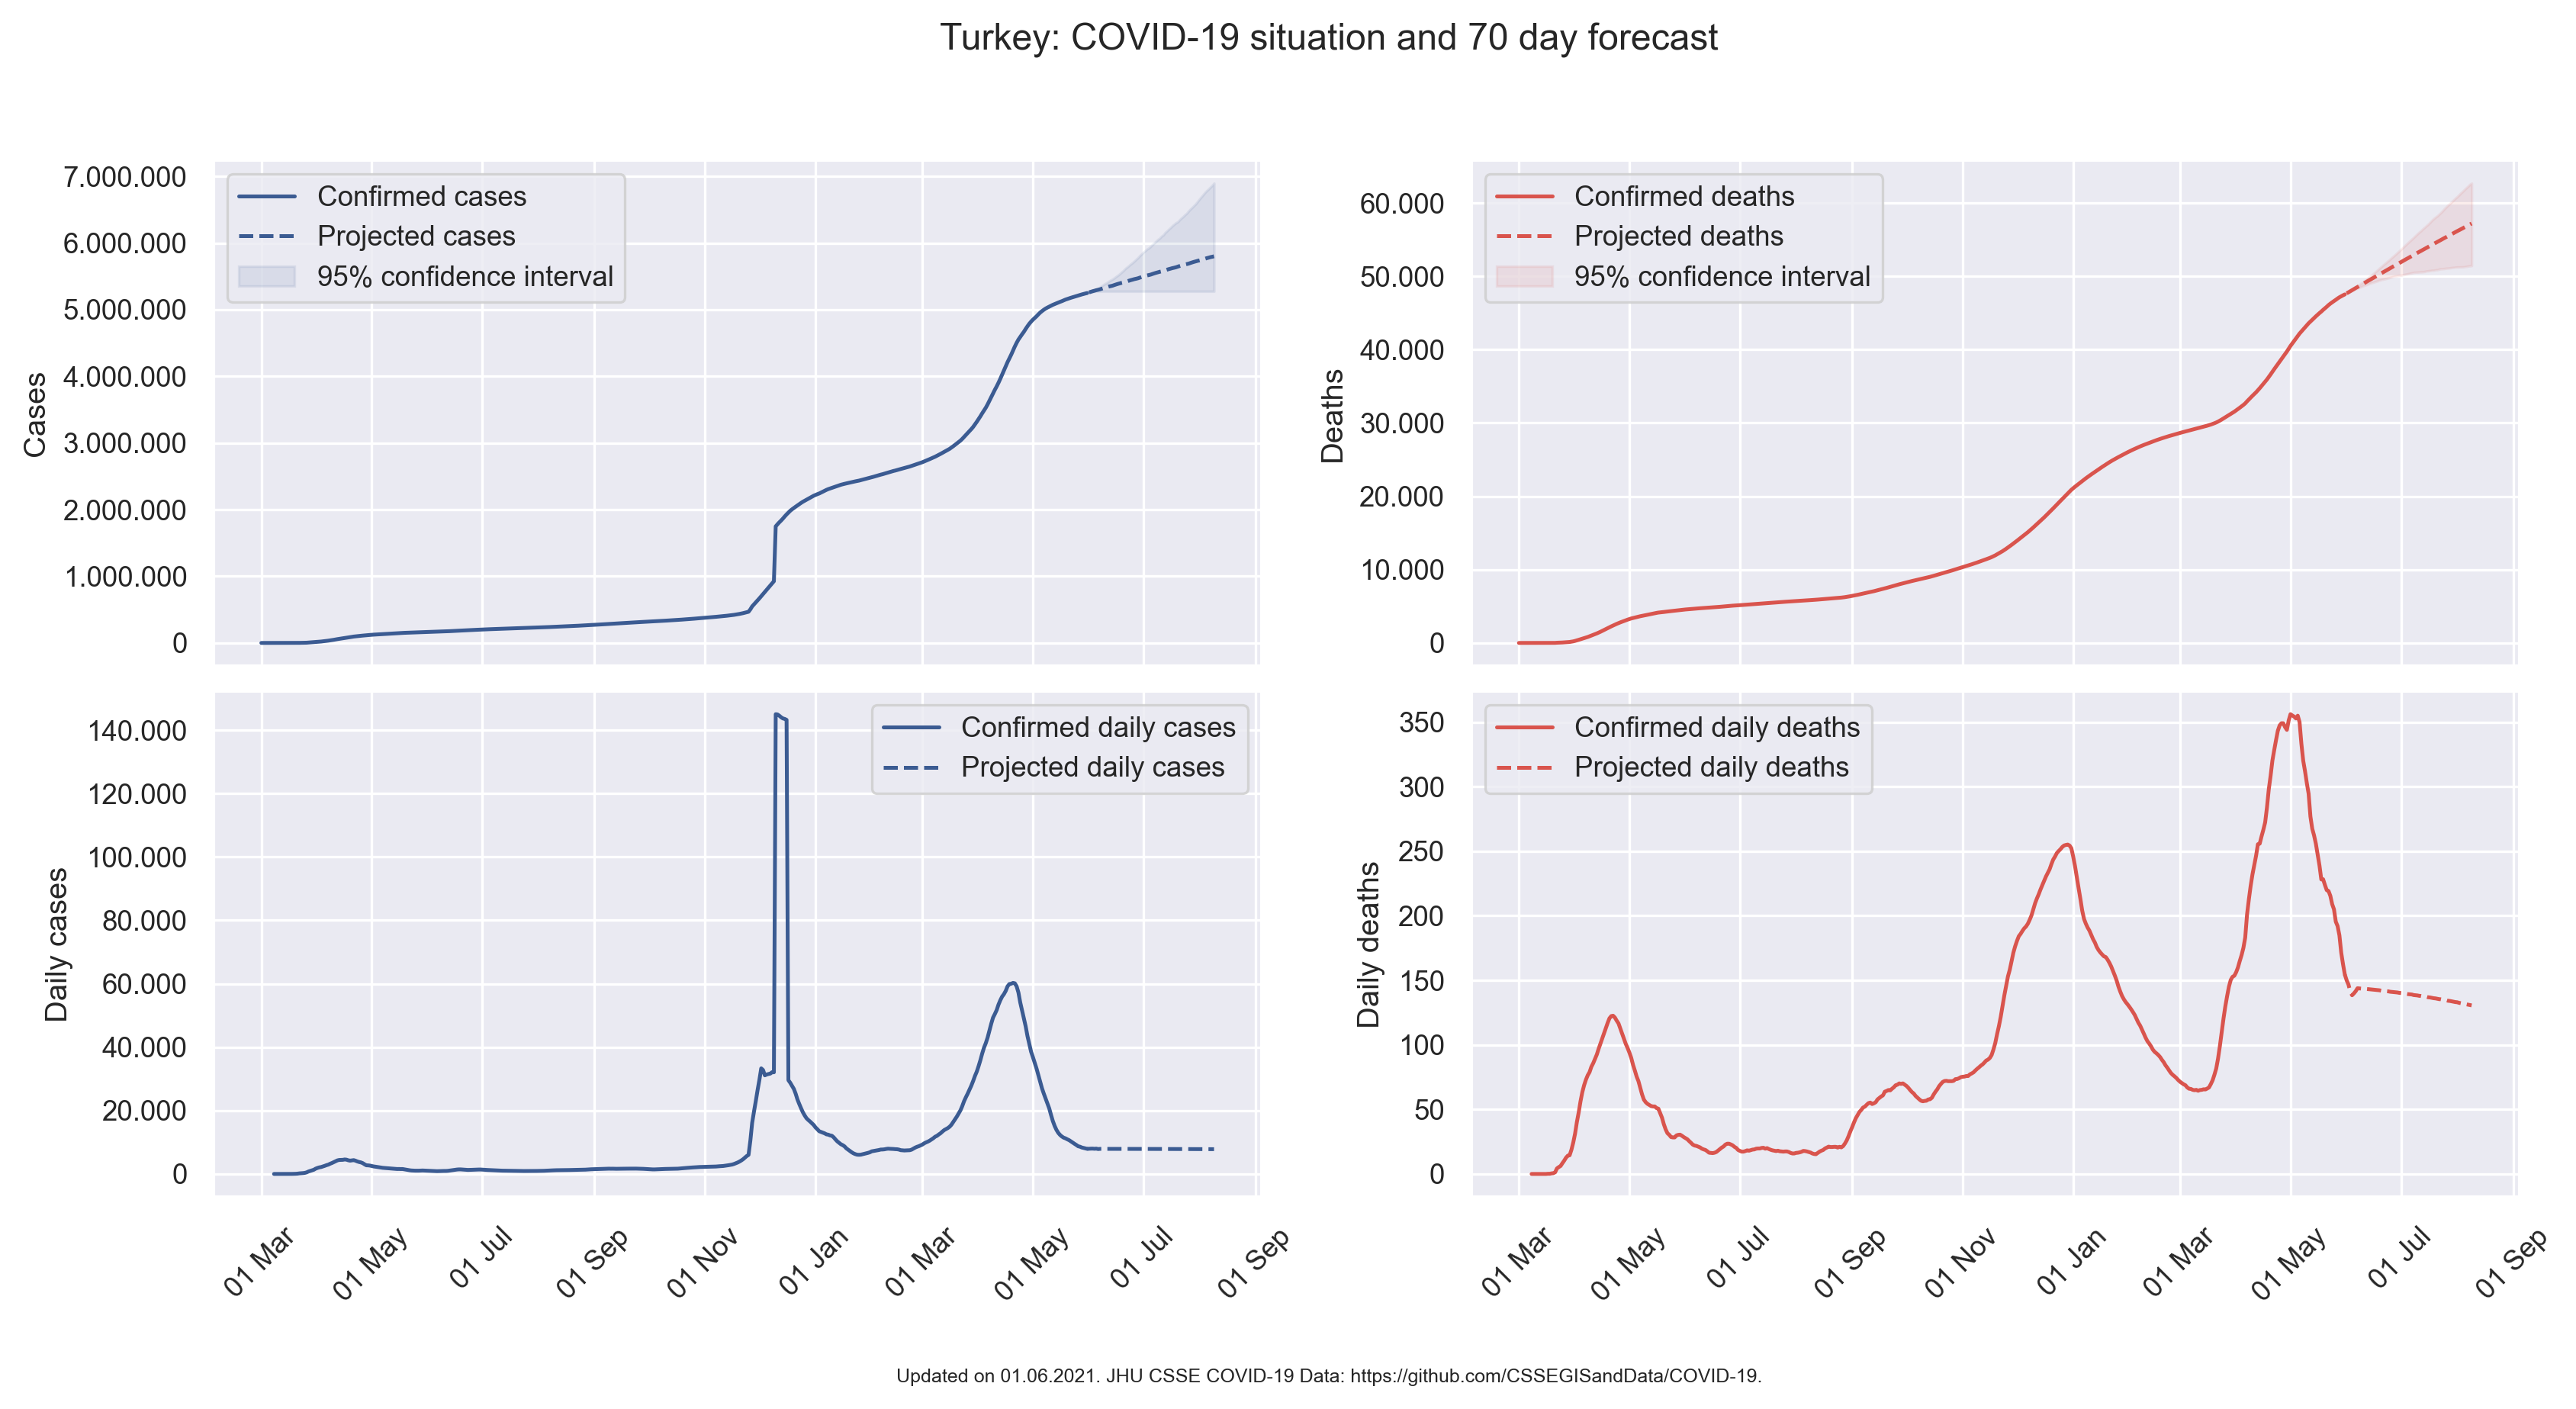 Turkey: COVID-19 situation and 70 day forecast
7.000.000
6.000.000
5.000.000
4.000.000
3.000.000
2.000.000
1.000.000
0
Cases
Confirmed cases
Projected cases
95% confidence interval
60.000
50.000
40.000
30.000
20.000
10.000
0
Deaths
Confirmed deaths
Projected deaths
95% confidence interval
140.000
120.000
100.000
80.000
60.000
40.000
20.000
0
Daily cases
Confirmed daily cases
Projected daily cases
01 Mar
01 May
01 Jul
01 Sep
01 Nov
01 Jan
01 Mar
01 May
01 Jul
01 Sep
350
300
250
200
150
100
50
0
Daily deaths
Confirmed daily deaths
Projected daily deaths
01 Mar
01 May
01 Jul
01 Sep
01 Nov
01 Jan
01 Mar
01 May
01 Jul
01 Sep
Updated on 01.06.2021. JHU CSSE COVID-19 Data: https://github.com/CSSEGISandData/COVID-19.